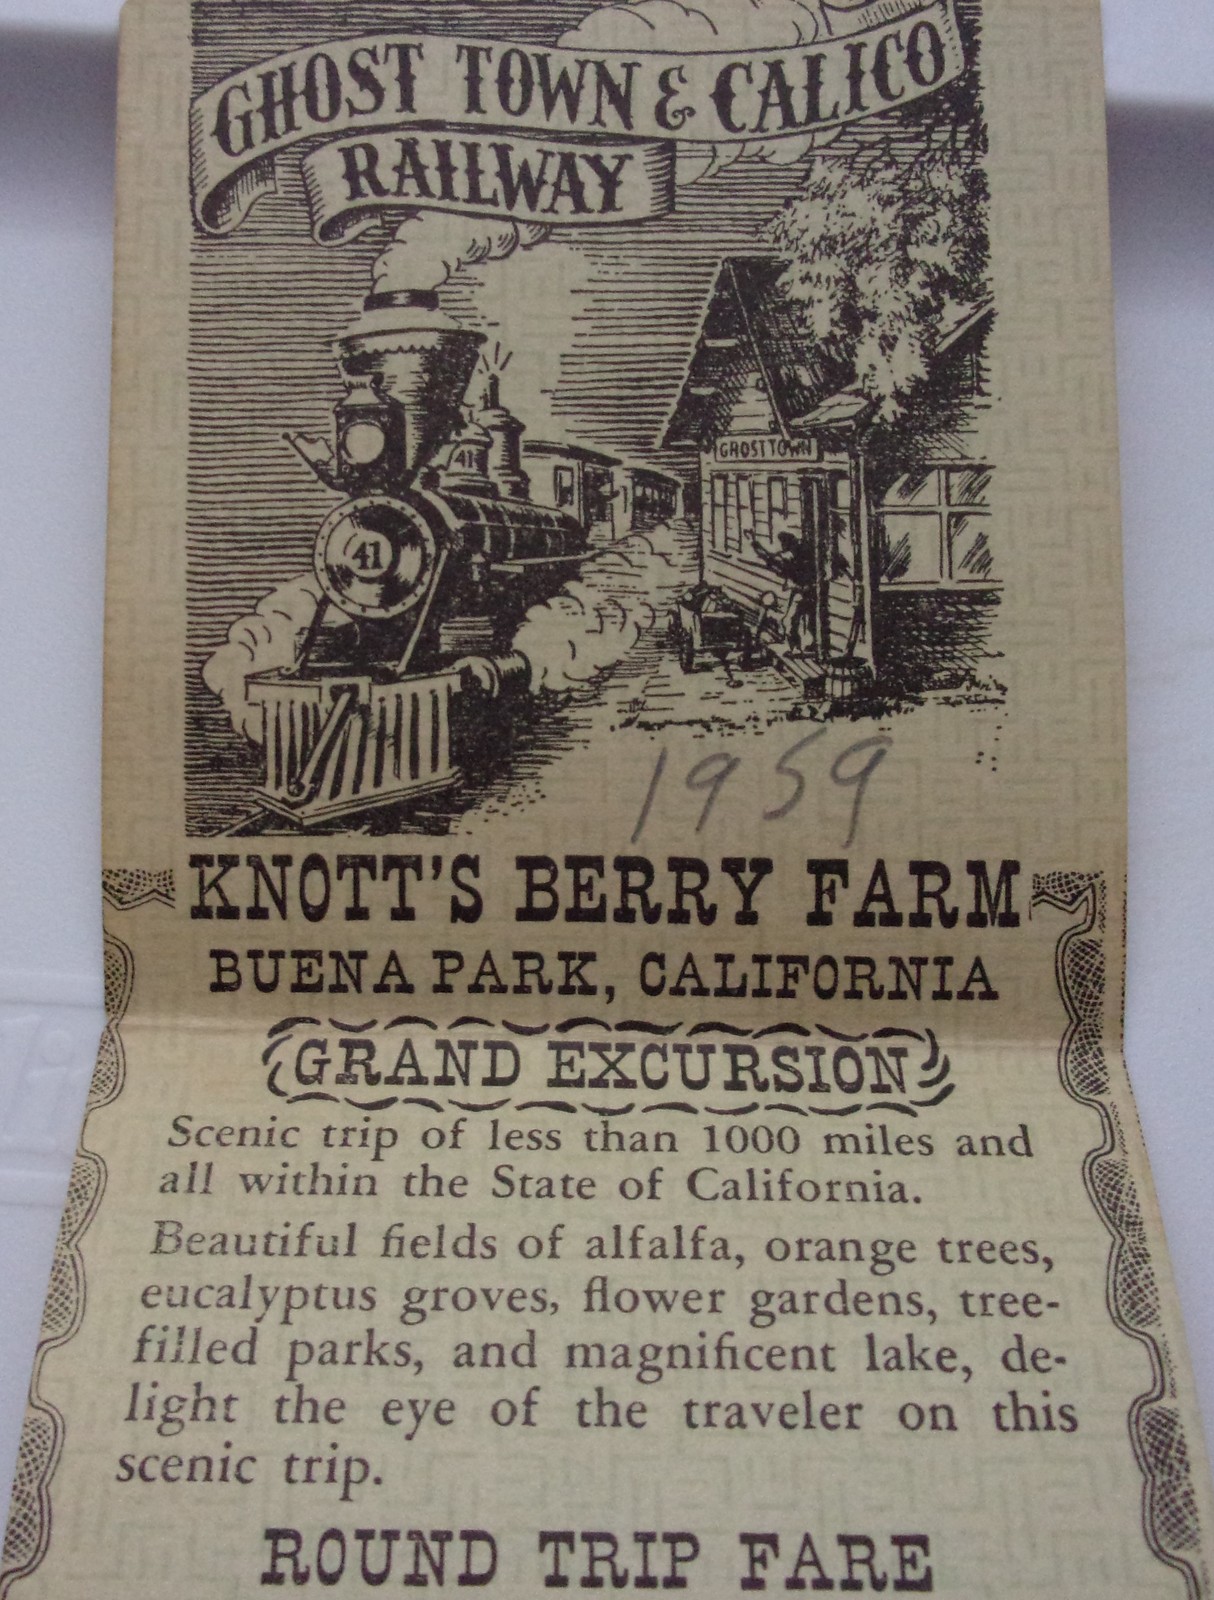 GHOST TOWN & CALICO
RAILWAY
41
GHOST TOWN
41
1959
KNOTT'S BERRY FARM
BUENA PARK, CALIFORNIA
GRAND EXCURSION
Scenic trip of less than 1000 miles and
all within the State of California.
Beautiful fields of alfalfa, orange trees,
eucalyptus groves, flower gardens, tree-
filled parks, and magnificent lake, de-
light the eye of the traveler on this
scenic trip.
ROUND TRIP FARE